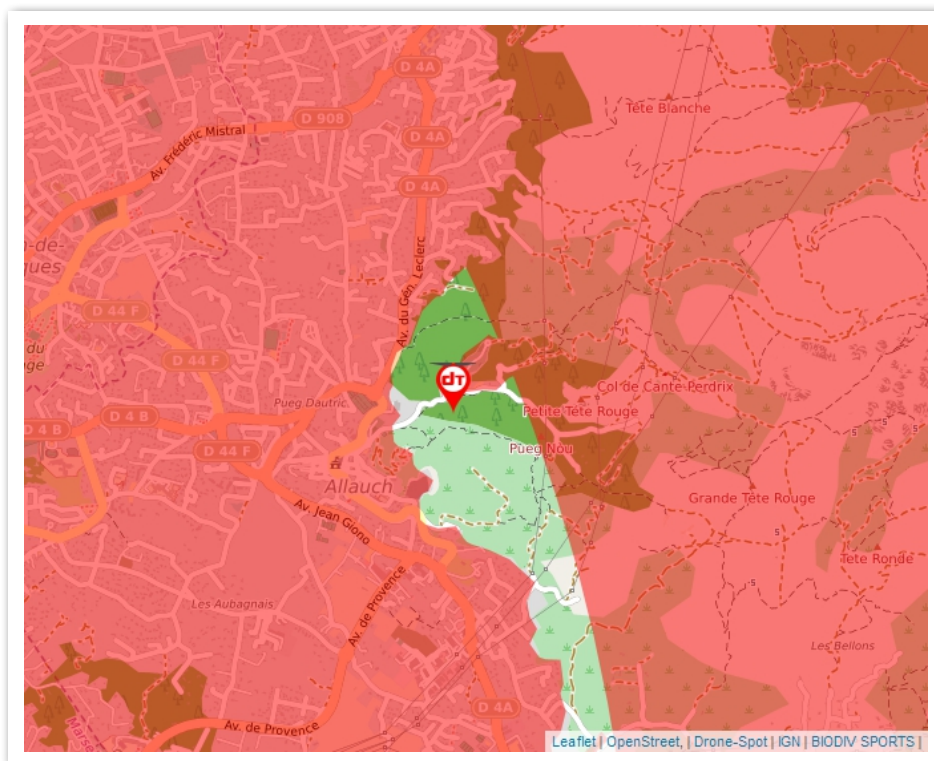 D 4A
D 908
Tête Blanche
Av. Frédéric Mistral
D 4A
D 4A
n-de-
ques
Av. du Gén. Leclerc
D 44 F
du
ge
D 44 F
dT
Col de Cante-Perdrix
Pueg Dautric
D 4 B
D 4 B
Petite Tête Rouge
D 44 F
Pueg Nou
Allauch
Grande Tête Rouge
Av. Jean Giono
Tête Ronde
Av. de Provence
Les Aubagnais
Les Bellons
D 4A
Av. de Provence
Marse
Leaflet | OpenStreet, | Drone-Spot | IGN | BIODIV SPORTS |